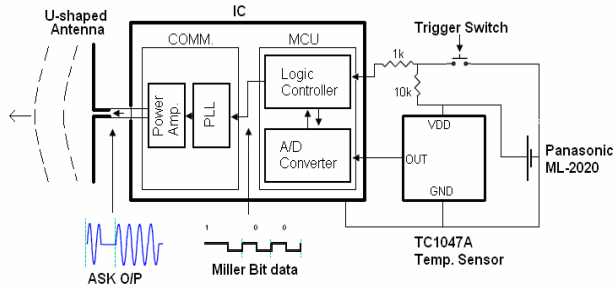 U-shaped
Antenna
IC
COMM.
MCU
Power
Amp.
PLL
Logic
Controller
A/D
Converter
1k
10k
Trigger Switch
VDD
OUT
GND
Panasonic
ML-2020
TC1047A
Temp. Sensor
1 0 0
ASK O/P
Miller Bit data